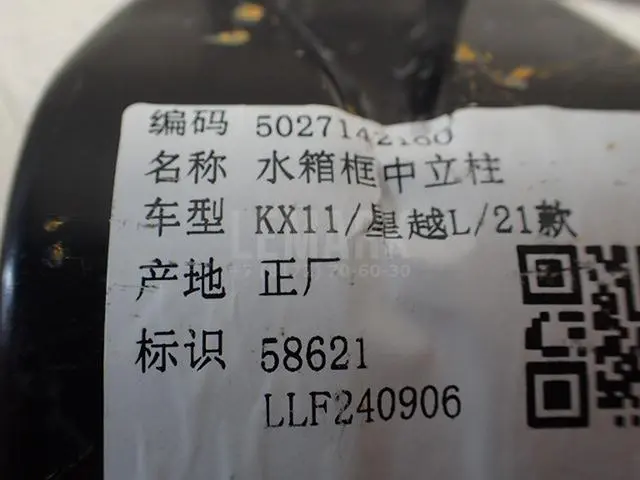 编码 5027142180
名称 水箱框中立柱
车型 KX11/星越L/21款
产地 正厂
标识 58621
LLF240906